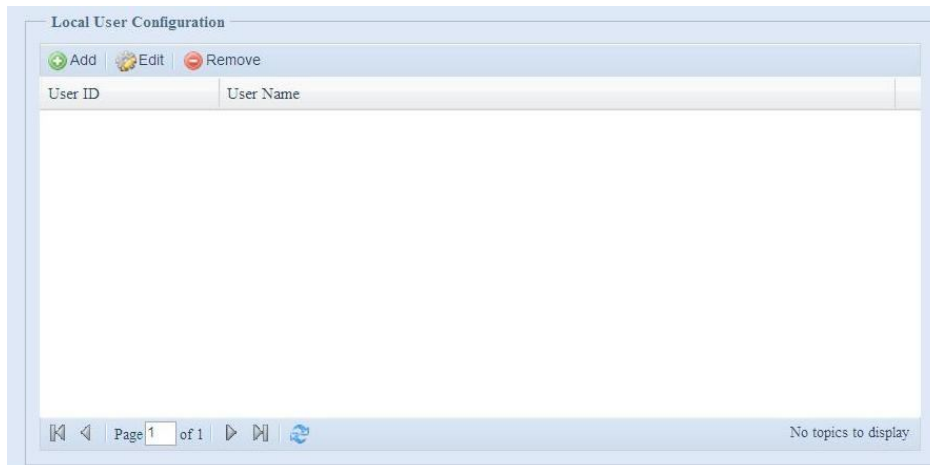 Local User Configuration
Add Edit Remove
User ID User Name
Page 1 of 1 No topics to display